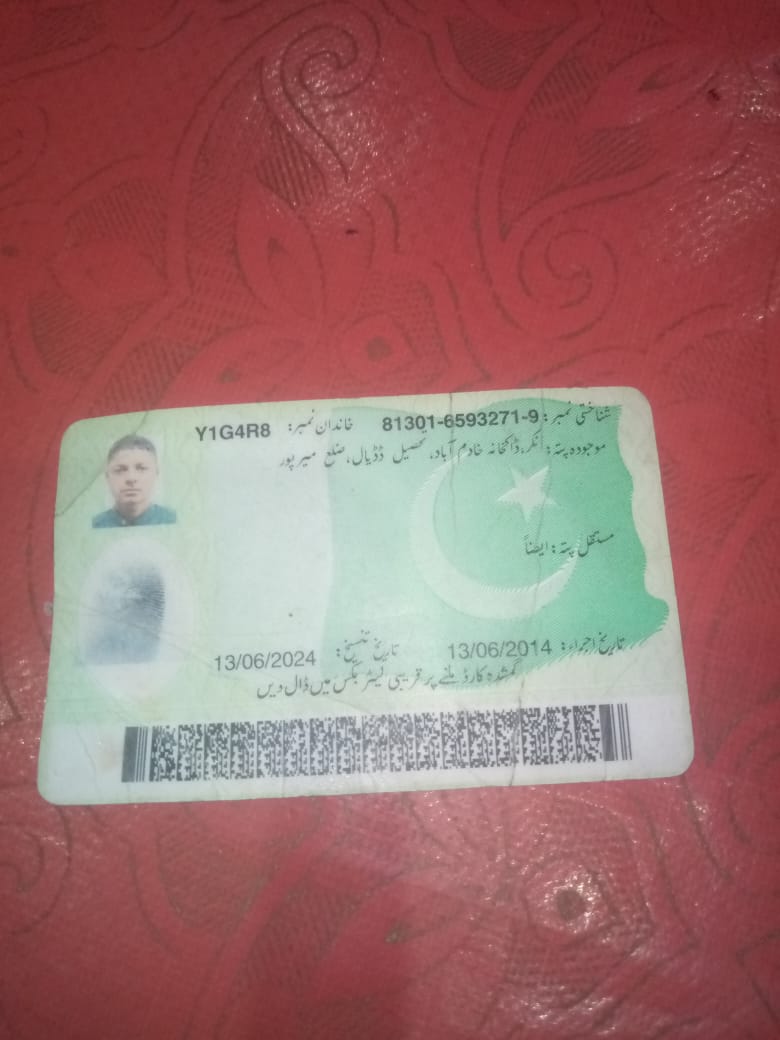 شناختی نمبر: 81301-6593271-9 خاندان نمبر: Y1G4R8
موجودہ پتہ: انکر، ڈاکخانہ خادم آباد، تحصیل ڈڈیال، ضلع میرپور
مستقل پتہ: ایضاً
تاریخ اجراء: 13/06/2014 تاریخ تنسیخ: 13/06/2024
گمشدہ کارڈ ملنے پر قریبی لیٹر بکس میں ڈال دیں